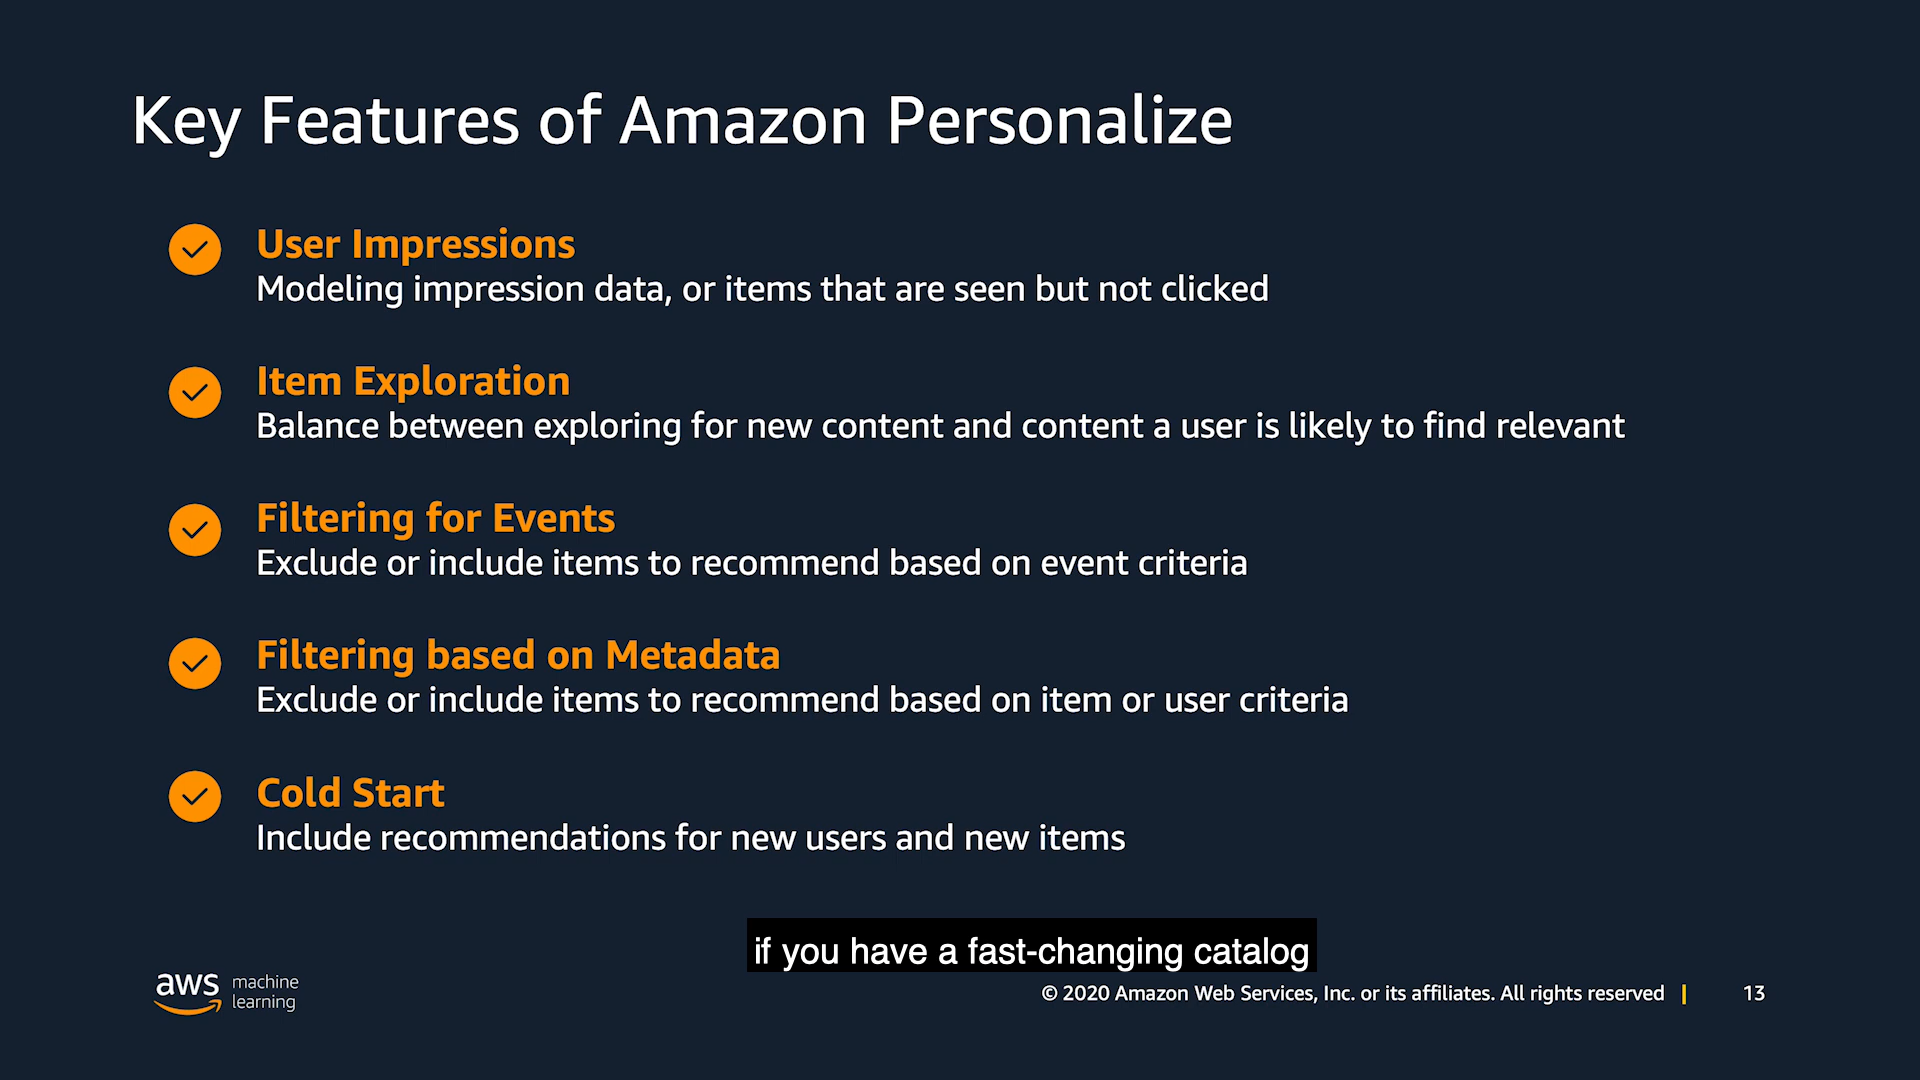 Key Features of Amazon Personalize
User Impressions
Modeling impression data, or items that are seen but not clicked
Item Exploration
Balance between exploring for new content and content a user is likely to find relevant
Filtering for Events
Exclude or include items to recommend based on event criteria
Filtering based on Metadata
Exclude or include items to recommend based on item or user criteria
Cold Start
Include recommendations for new users and new items
if you have a fast-changing catalog
aws machine learning
© 2020 Amazon Web Services, Inc. or its affiliates. All rights reserved | 13